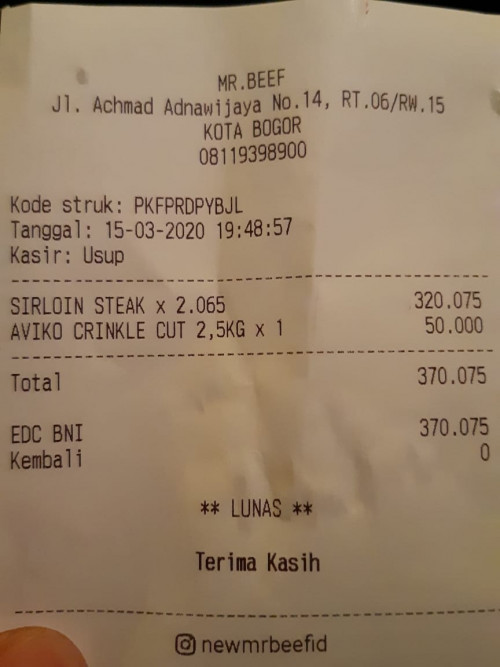 MR.BEEF
Jl. Achmad Adnawijaya No.14, RT.06/RW.15
KOTA BOGOR
08119398900
Kode struk: PKFPRDPYBJL
Tanggal: 15-03-2020 19:48:57
Kasir: Usup
SIRLOIN STEAK x 2.065 320.075
AVIKO CRINKLE CUT 2,5KG x 1 50.000
Total 370.075
EDC BNI 370.075
Kembali 0
** LUNAS **
Terima Kasih
newmrbeefid